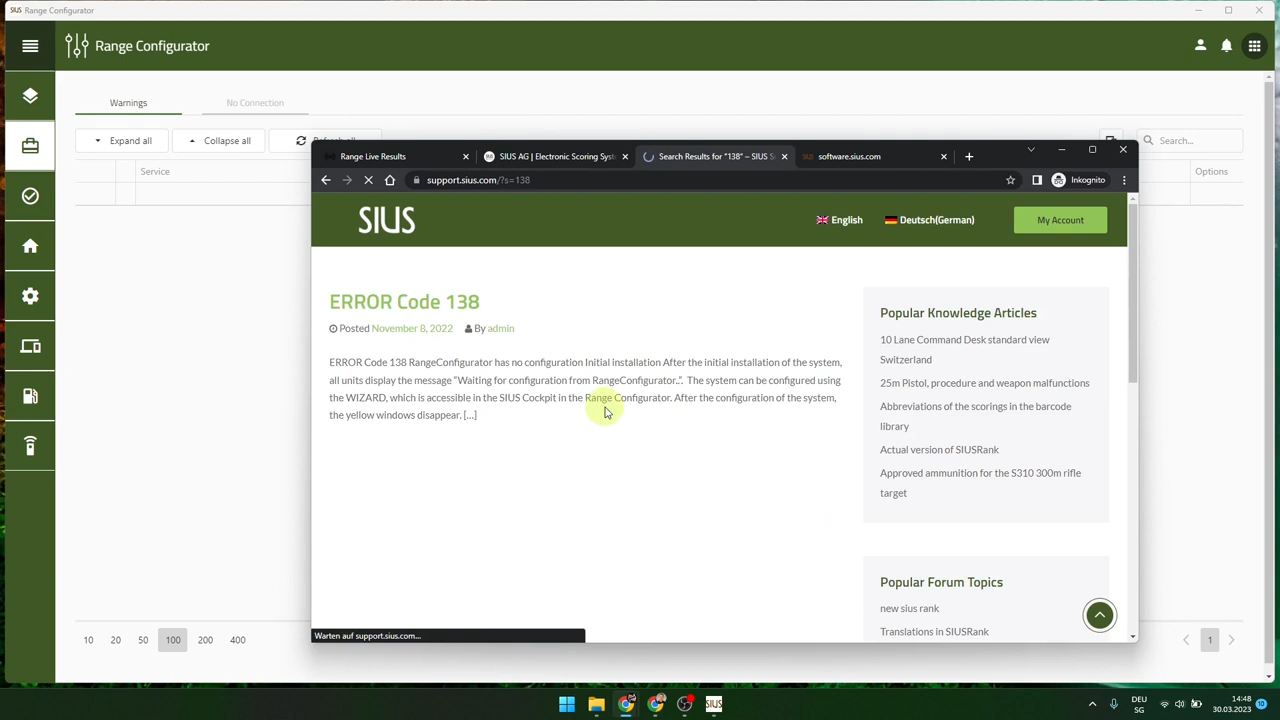 SIUS Range Configurator
Range Configurator
Warnings
No Connection
Expand all
Collapse all
Search...
Service
Options
Range Live Results
SIUS AG | Electronic Scoring Syst
Search Results for "138" – SIUS S
software.sius.com
support.sius.com/?s=138
Inkognito
SIUS
English
Deutsch(German)
My Account
ERROR Code 138
Posted November 8, 2022 By admin
ERROR Code 138 RangeConfigurator has no configuration Initial installation After the initial installation of the system,
all units display the message “Waiting for configuration from RangeConfigurator..”. The system can be configured using
the WIZARD, which is accessible in the SIUS Cockpit in the Range Configurator. After the configuration of the system,
the yellow windows disappear. […]
Popular Knowledge Articles
10 Lane Command Desk standard view
Switzerland
25m Pistol, procedure and weapon malfunctions
Abbreviations of the scorings in the barcode
library
Actual version of SIUSRank
Approved ammunition for the S310 300m rifle
target
Popular Forum Topics
new sius rank
Translations in SIUSRank
Warten auf support.sius.com...
10 20 50 100 200 400
1
SIUS
DEU
SG
14:48
30.03.2023